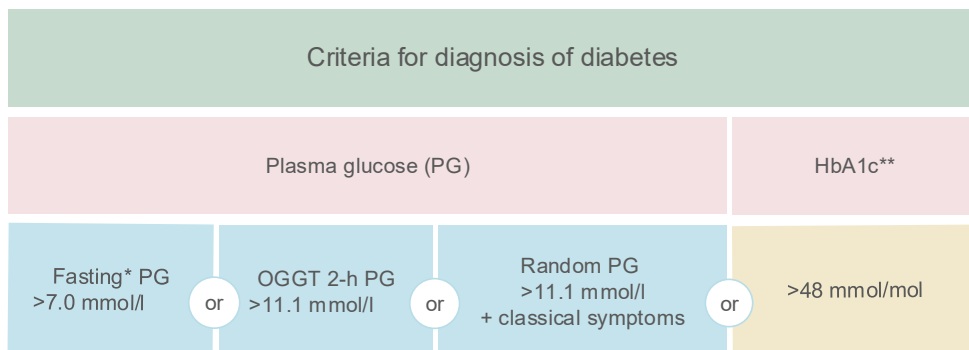 Criteria for diagnosis of diabetes
Plasma glucose (PG)
HbA1c**
Fasting* PG
>7.0 mmol/l
or
OGGT 2-h PG
>11.1 mmol/l
or
Random PG
>11.1 mmol/l
+ classical symptoms
or
>48 mmol/mol